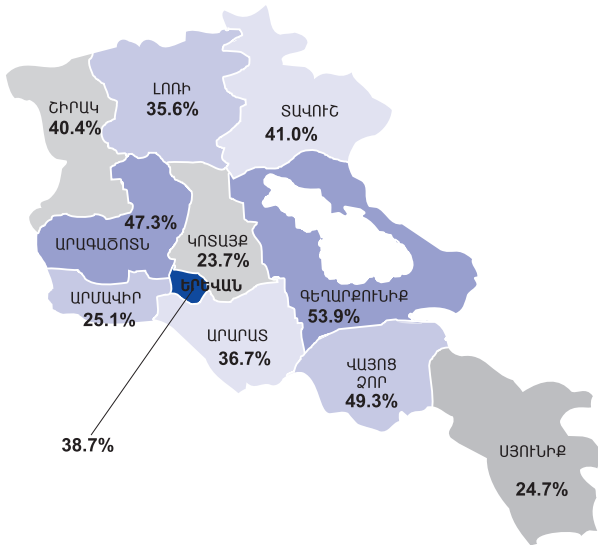 ԼՈՌԻ
35.6%
ՇԻՐԱԿ
40.4%
ՏԱՎՈՒՇ
41.0%
47.3%
ԱՐԱԳԱԾՈՏՆ
ԿՈՏԱՅՔ
23.7%
ԵՐԵՎԱՆ
ԳԵՂԱՐՔՈՒՆԻՔ
53.9%
ԱՐՄԱՎԻՐ
25.1%
ԱՐԱՐԱՏ
36.7%
ՎԱՅՈՑ
ՁՈՐ
49.3%
38.7%
ՍՅՈՒՆԻՔ
24.7%